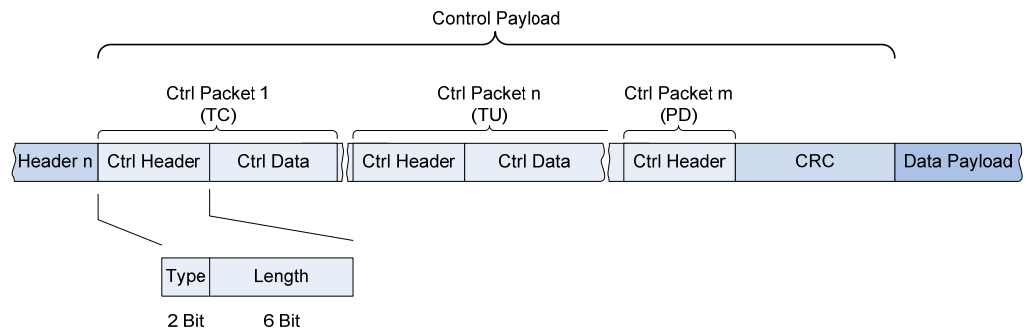 Control Payload
Ctrl Packet 1
(TC)
Ctrl Packet n
(TU)
Ctrl Packet m
(PD)
Header n Ctrl Header Ctrl Data Ctrl Header Ctrl Data Ctrl Header CRC Data Payload
Type Length
2 Bit 6 Bit